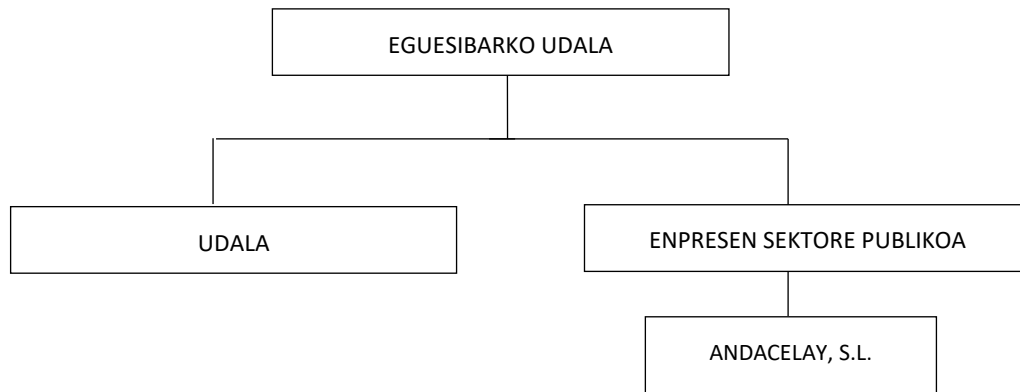 EGUESIBARKO UDALA
UDALA
ENPRESEN SEKTORE PUBLIKOA
ANDACELAY, S.L.